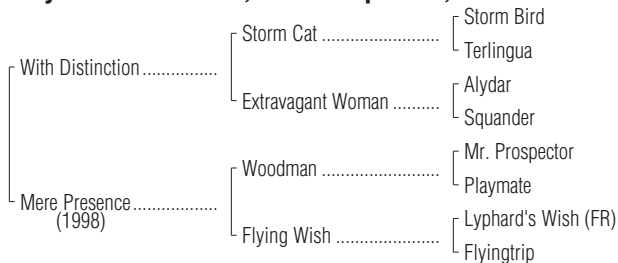 Storm Bird
Storm Cat ........................
Terlingua
With Distinction................
Alydar
Extravagant Woman ..........
Squander
Mr. Prospector
Woodman ........................
Playmate
Mere Presence..................
(1998)
Lyphard's Wish (FR)
Flying Wish .....................
Flyingtrip